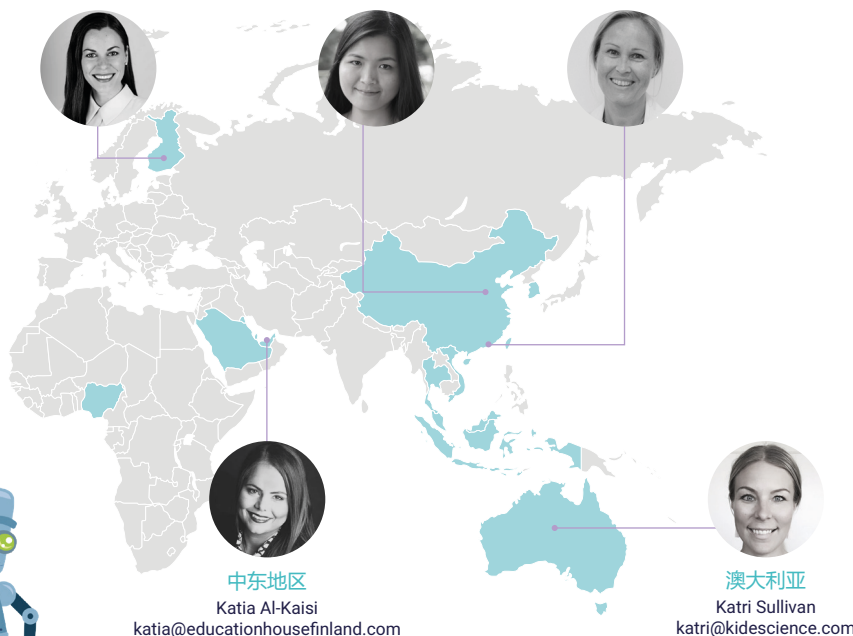 中东地区
Katia Al-Kaisi
katia@educationhousefinland.com
澳大利亚
Katri Sullivan
katri@kidescience.com